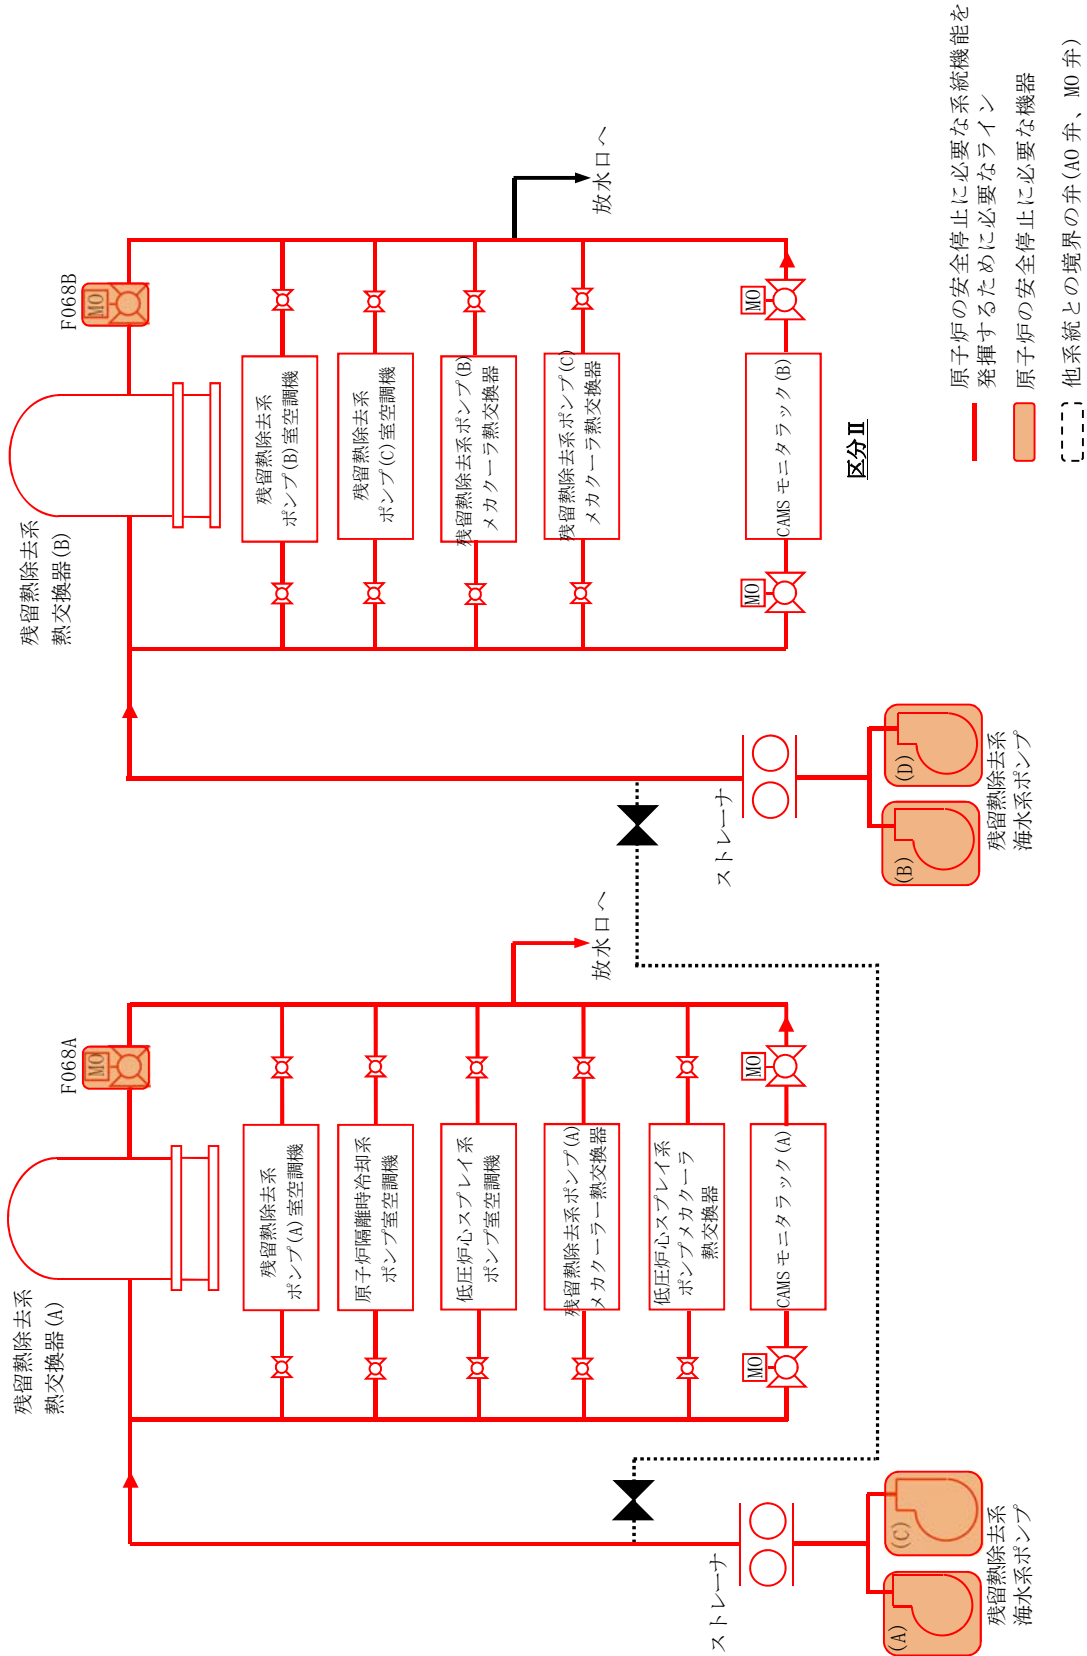 残留熱除去系
熱交換器(A)
F068A
MO
残留熱除去系
ポンプ(A)室空調機
原子炉隔離時冷却系
ポンプ室空調機
低圧炉心スプレイ系
ポンプ室空調機
残留熱除去系ポンプ(A)
メカクーラー熱交換器
低圧炉心スプレイ系
ポンプメカクーラ
熱交換器
MO
CAMSモニタラック(A)
MO
放水口へ
ストレーナ
(A)
(C)
残留熱除去系
海水系ポンプ
残留熱除去系
熱交換器(B)
F068B
MO
残留熱除去系
ポンプ(B)室空調機
残留熱除去系
ポンプ(C)室空調機
残留熱除去系ポンプ(B)
メカクーラ熱交換器
残留熱除去系ポンプ(C)
メカクーラ熱交換器
MO
CAMSモニタラック(B)
MO
放水口へ
ストレーナ
(B)
(D)
残留熱除去系
海水系ポンプ
区分Ⅱ
原子炉の安全停止に必要な系統機能を
発揮するために必要なライン
原子炉の安全停止に必要な機器
他系統との境界の弁(AO弁、MO弁)